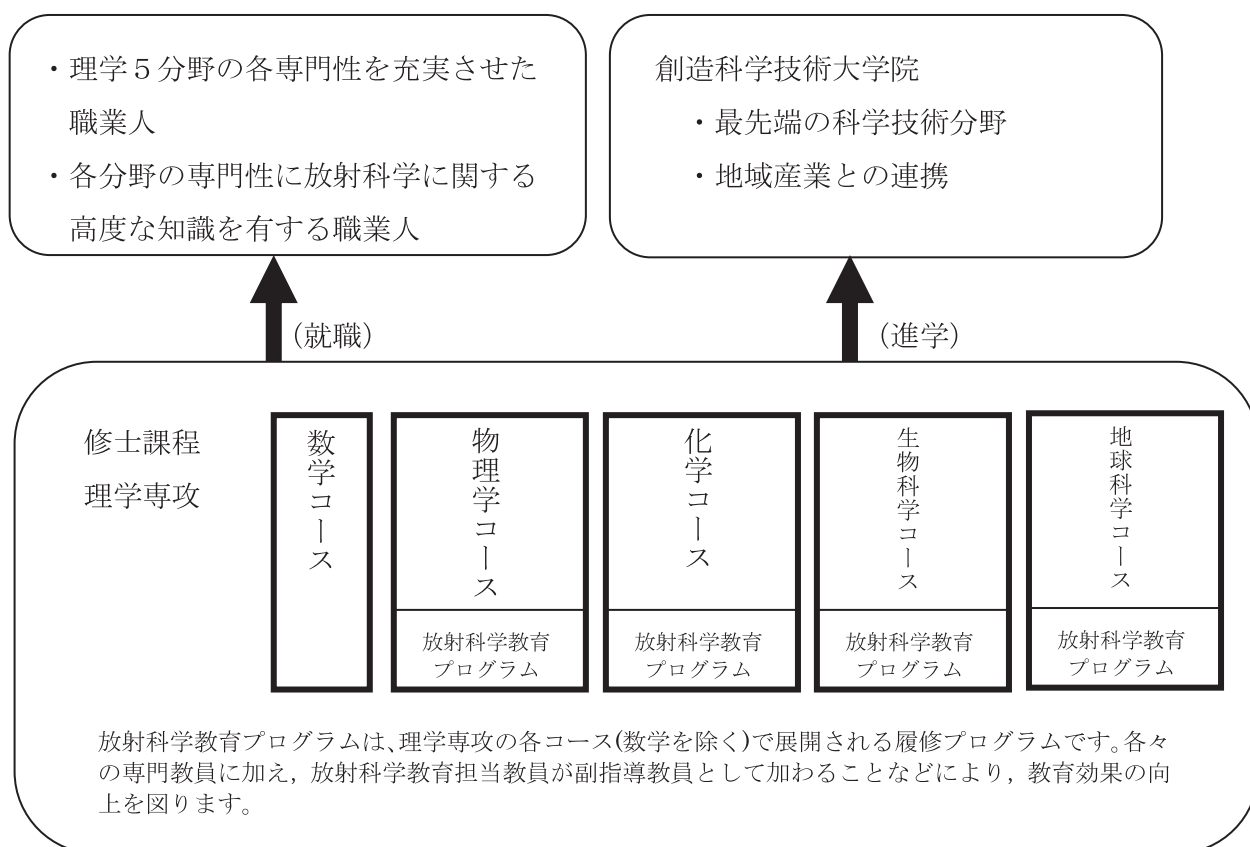 ・理学５分野の各専門性を充実させた
職業人
・各分野の専門性に放射科学に関する
高度な知識を有する職業人
創造科学技術大学院
・最先端の科学技術分野
・地域産業との連携
(就職)
(進学)
修士課程
理学専攻
数学コース
物理学コース
放射科学教育
プログラム
化学コース
放射科学教育
プログラム
生物科学コース
放射科学教育
プログラム
地球科学コース
放射科学教育
プログラム
放射科学教育プログラムは、理学専攻の各コース(数学を除く)で展開される履修プログラムです。各々
の専門教員に加え，放射科学教育担当教員が副指導教員として加わることなどにより，教育効果の向
上を図ります。